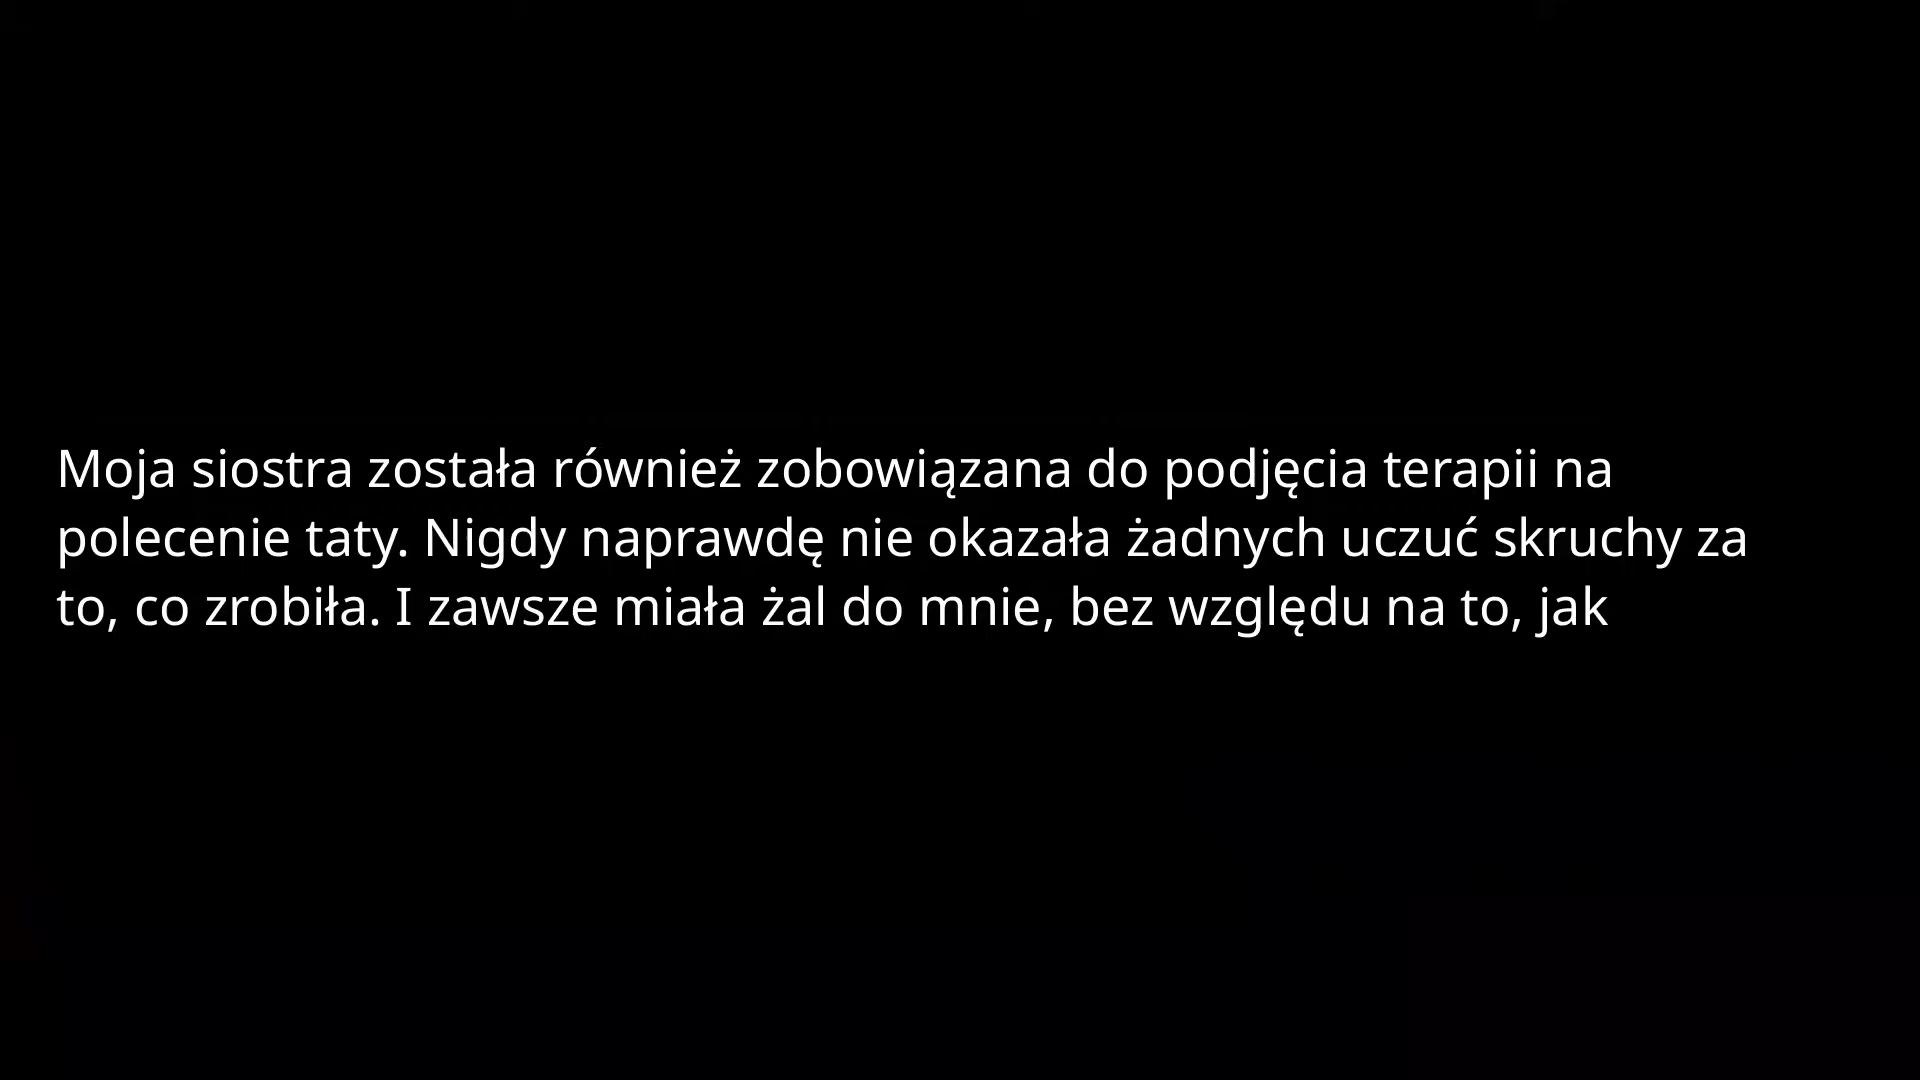 Moja siostra została również zobowiązana do podjęcia terapii na
polecenie taty. Nigdy naprawdę nie okazała żadnych uczuć skruchy za
to, co zrobiła. I zawsze miała żal do mnie, bez względu na to, jak